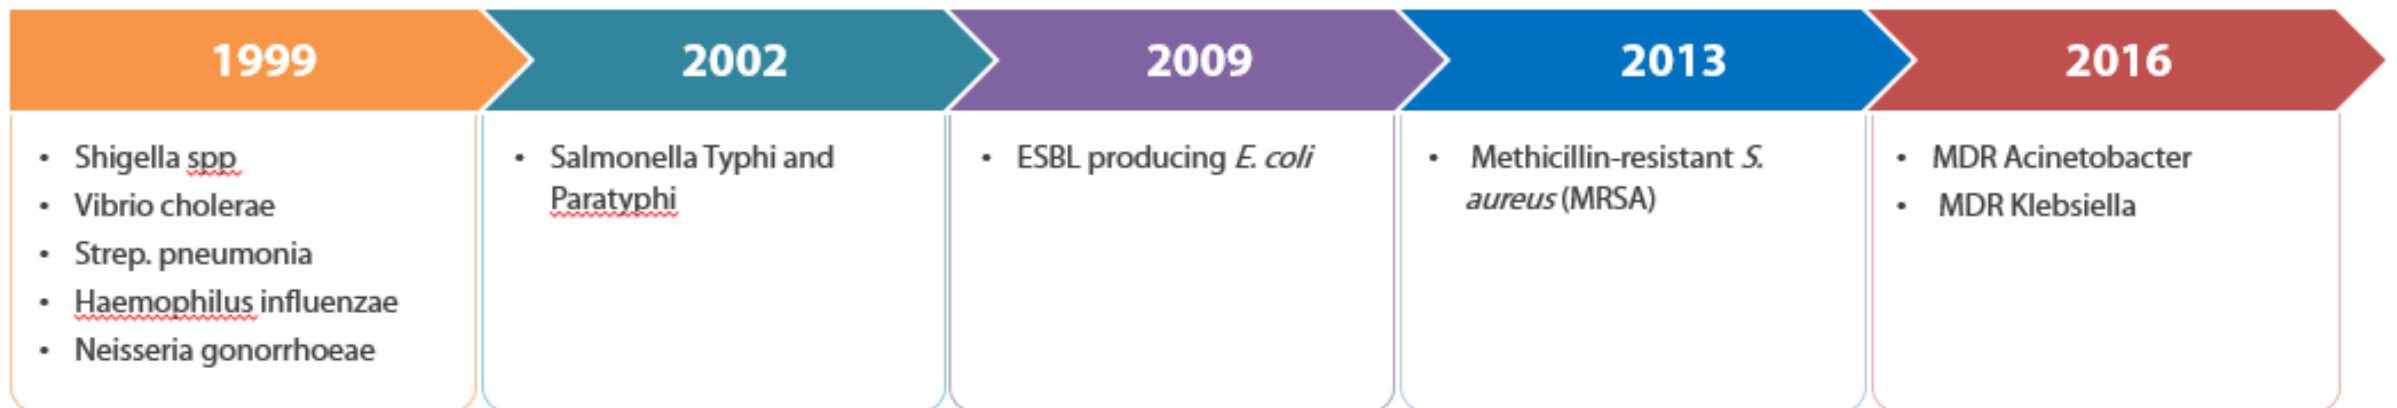 1999
• Shigella spp
• Vibrio cholerae
• Strep. pneumonia
• Haemophilus influenzae
• Neisseria gonorrhoeae
2002
• Salmonella Typhi and
Paratyphi
2009
• ESBL producing E. coli
2013
• Methicillin-resistant S.
aureus (MRSA)
2016
• MDR Acinetobacter
• MDR Klebsiella